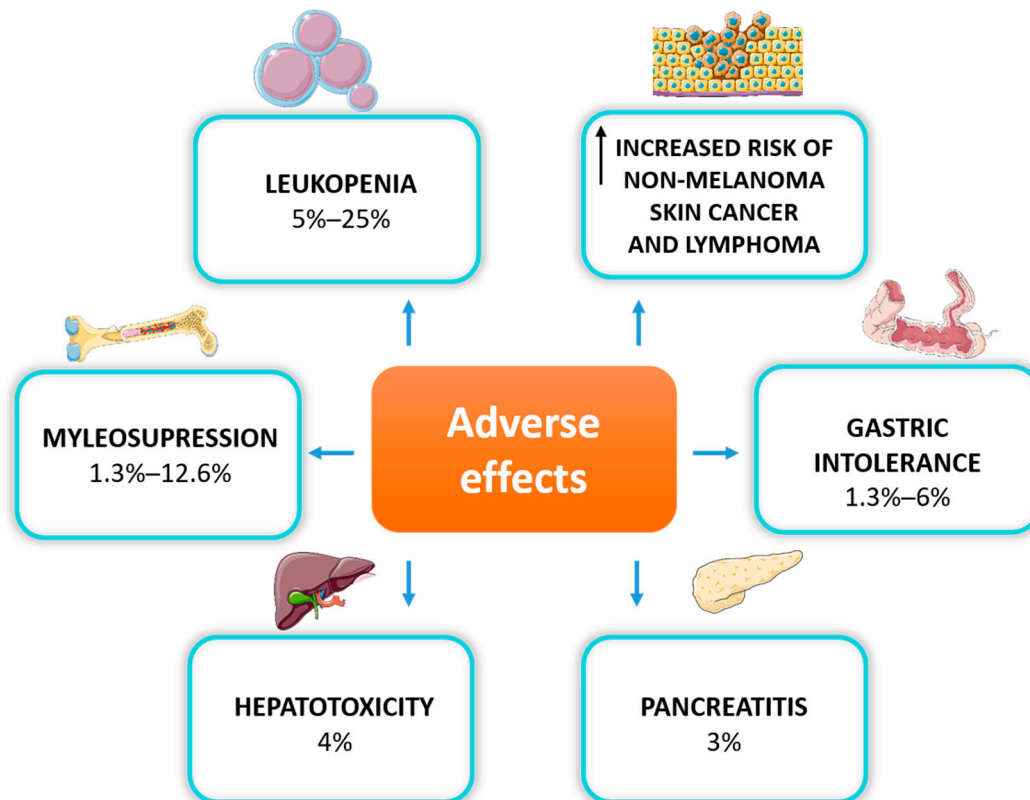 LEUKOPENIA
5%–25%
INCREASED RISK OF
NON-MELANOMA
SKIN CANCER
AND LYMPHOMA
MYLEOSUPRESSION
1.3%–12.6%
Adverse
effects
GASTRIC
INTOLERANCE
1.3%–6%
HEPATOTOXICITY
4%
PANCREATITIS
3%